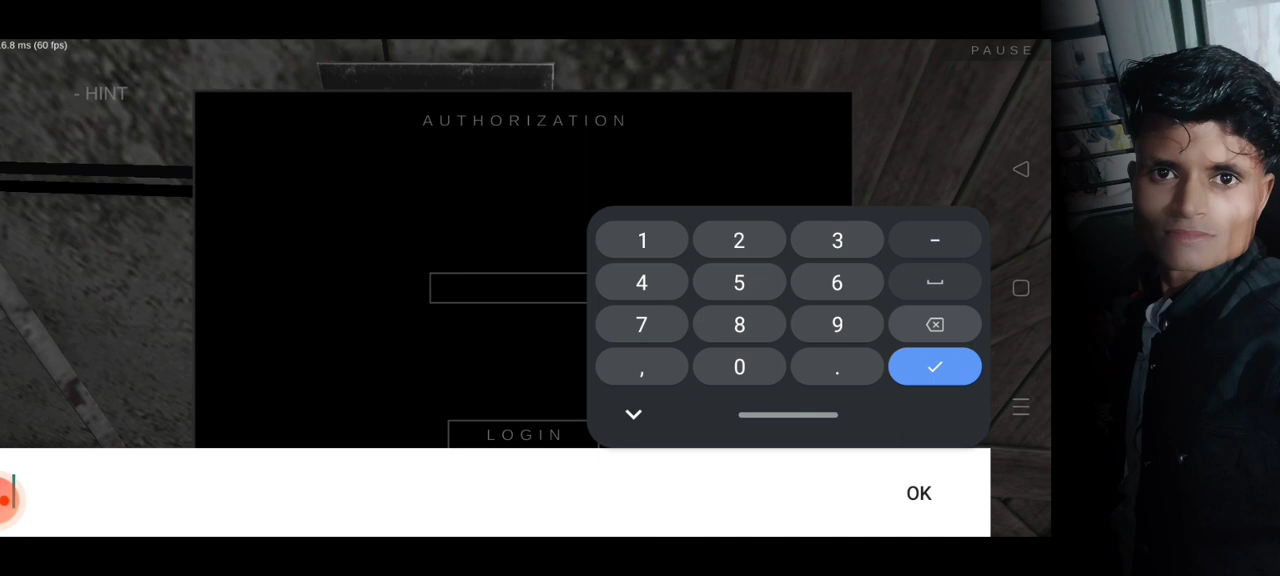 6.8 ms (60 fps)
PAUSE
- HINT
AUTHORIZATION
1 2 3 -
4 5 6
7 8 9
, 0 .
LOGIN
OK